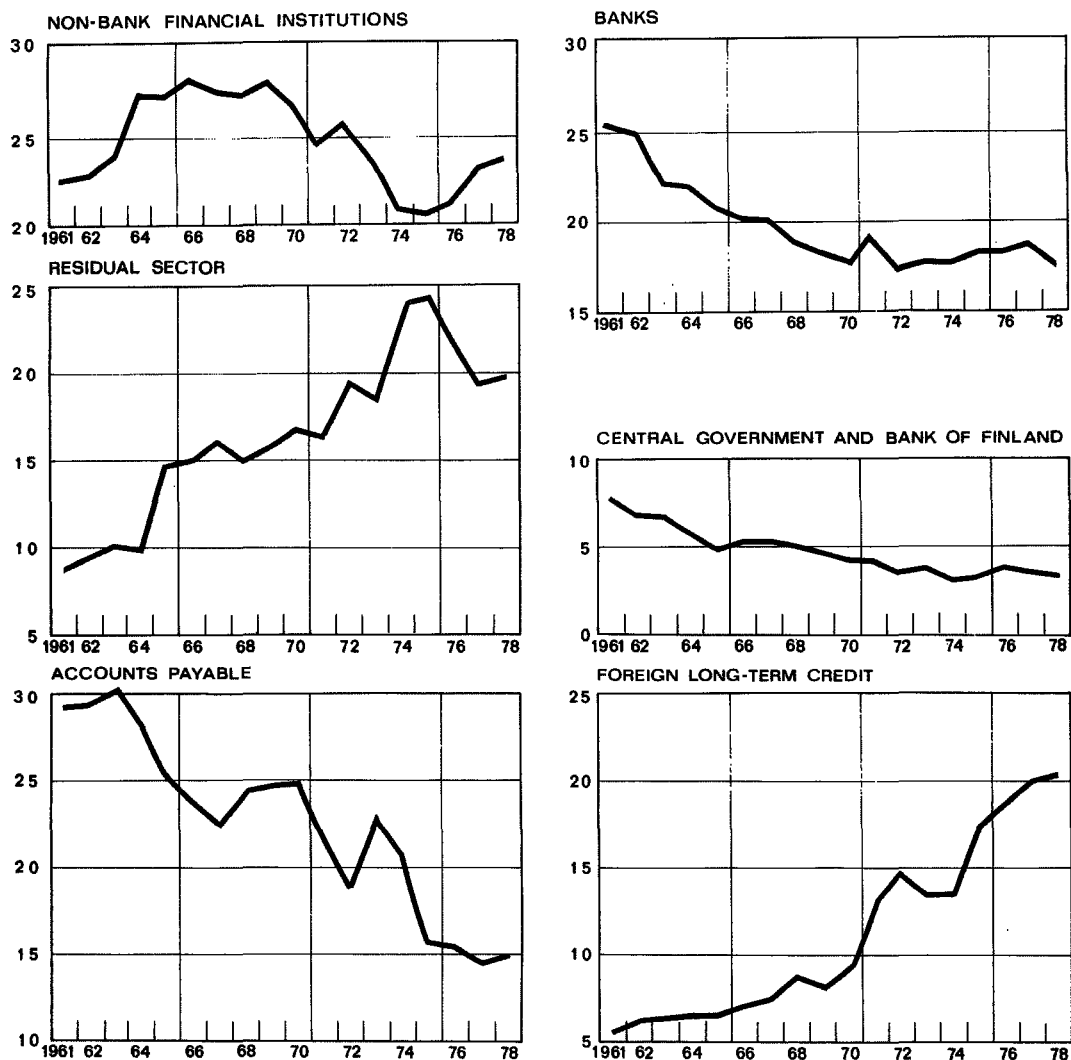 NON-BANK FINANCIAL INSTITUTIONS
30
25
20
1961 62 64 66 68 70 72 74 76 78
BANKS
30
25
20
15
1961 62 64 66 68 70 72 74 76 78
RESIDUAL SECTOR
25
20
15
10
5
1961 62 64 66 68 70 72 74 76 78
CENTRAL GOVERNMENT AND BANK OF FINLAND
10
5
0
1961 62 64 66 68 70 72 74 76 78
ACCOUNTS PAYABLE
30
25
20
15
10
1961 62 64 66 68 70 72 74 76 78
FOREIGN LONG-TERM CREDIT
25
20
15
10
5
1961 62 64 66 68 70 72 74 76 78